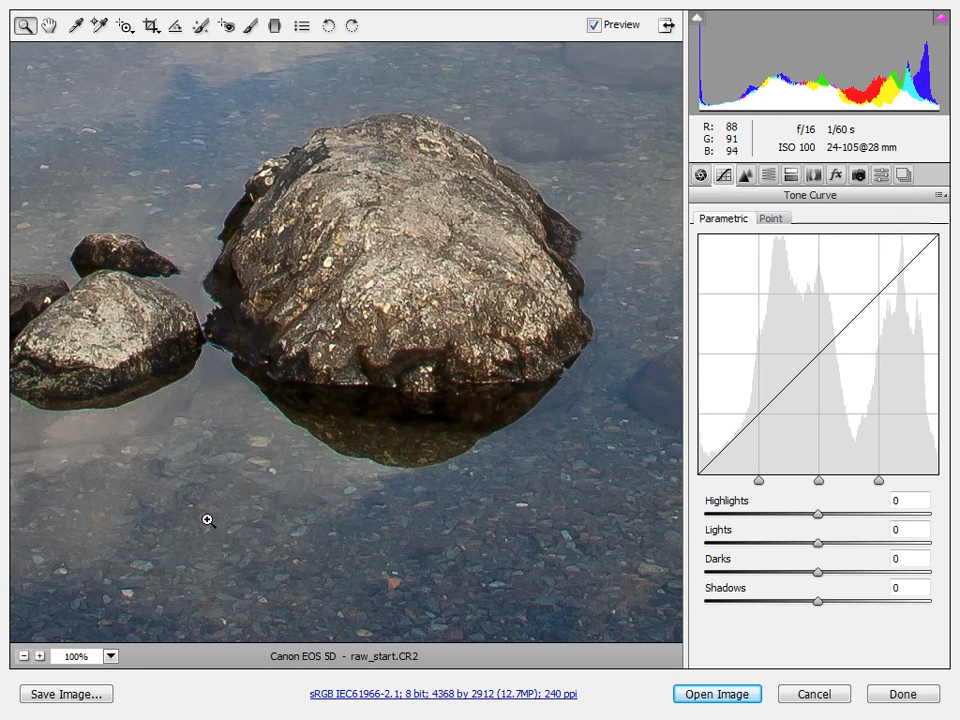 Preview
R: 88
G: 91
B: 94
f/16 1/60 s
ISO 100 24-105@28 mm
fx
Tone Curve
Parametric Point
Highlights 0
Lights 0
Darks 0
Shadows 0
100%
Canon EOS 5D - raw_start.CR2
Save Image...
sRGB IEC61966-2.1; 8 bit; 4368 by 2912 (12.7MP); 240 ppi
Open Image
Cancel
Done